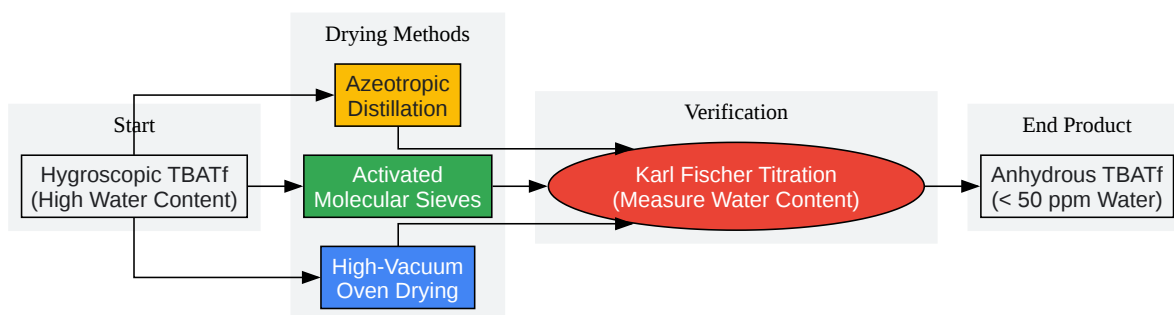 Start
Hygroscopic TBATf
(High Water Content)
Drying Methods
Azeotropic
Distillation
Activated
Molecular Sieves
High-Vacuum
Oven Drying
Verification
Karl Fischer Titration
(Measure Water Content)
End Product
Anhydrous TBATf
(< 50 ppm Water)